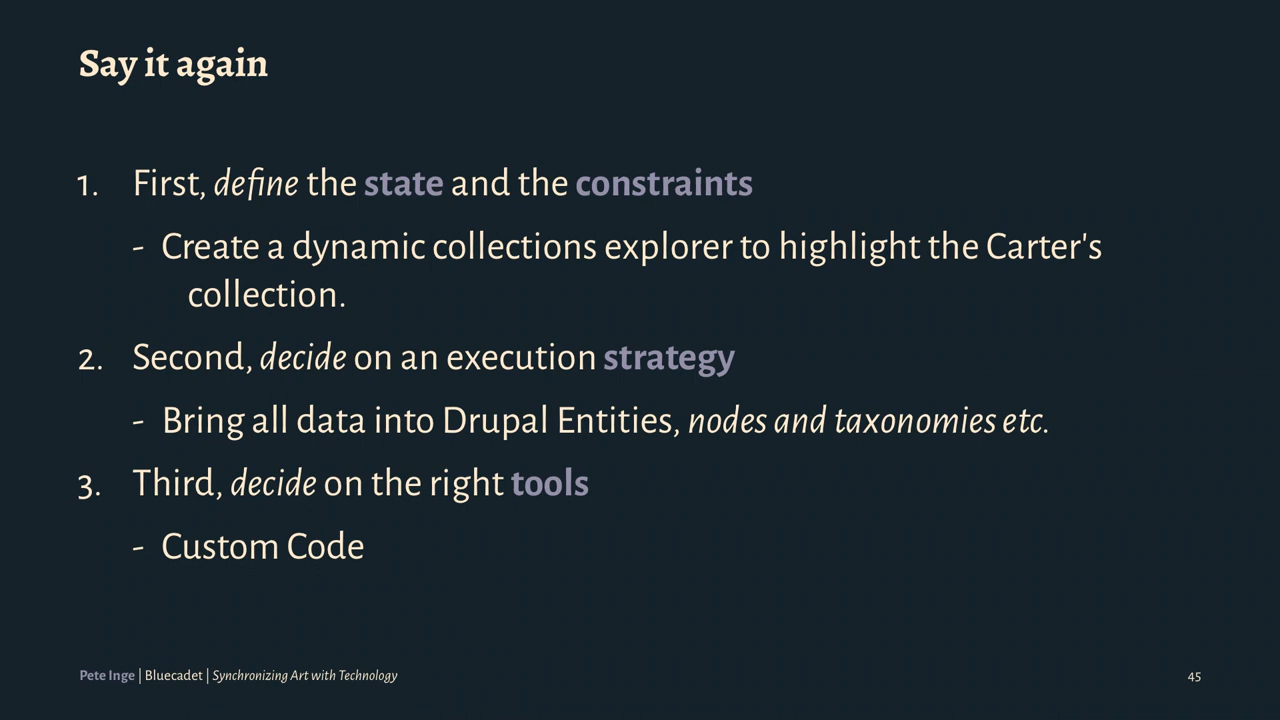 Say it again
1. First, define the state and the constraints
- Create a dynamic collections explorer to highlight the Carter's
collection.
2. Second, decide on an execution strategy
- Bring all data into Drupal Entities, nodes and taxonomies etc.
3. Third, decide on the right tools
- Custom Code
Pete Inge | Bluecadet | Synchronizing Art with Technology
45